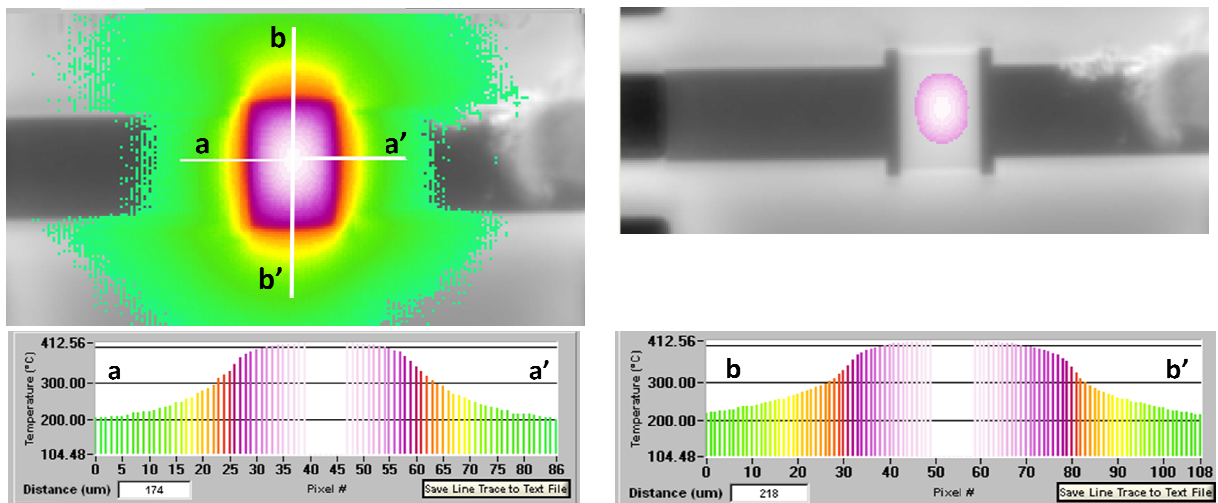 b
a
a’
b’
412.56
300.00
200.00
104.48
Temperature (°C)
a
a’
0 5 10 15 20 25 30 35 40 45 50 55 60 65 70 75 80 86
Distance (um) 174 Pixel # Save Line Trace to Text File
412.56
300.00
200.00
104.48
Temperature (°C)
b
b’
0 10 20 30 40 50 60 70 80 90 100 108
Distance (um) 218 Pixel # Save Line Trace to Text File